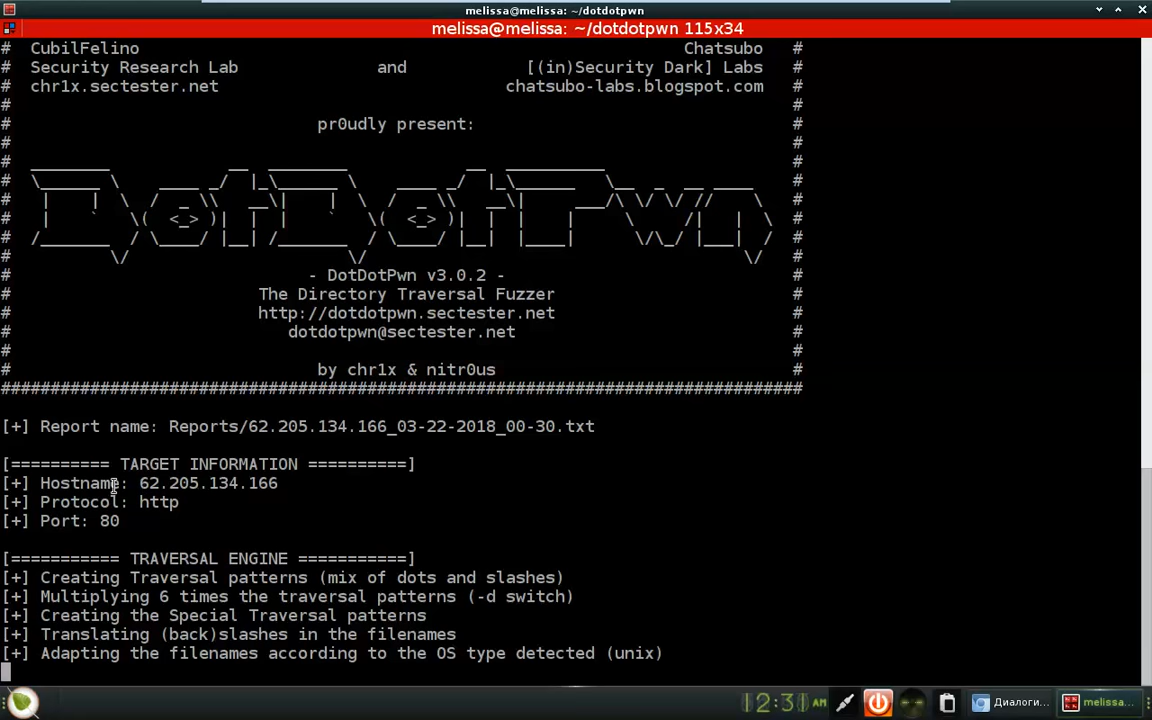 melissa@melissa: ~/dotdotpwn
melissa@melissa: ~/dotdotpwn 115x34
# CubilFelino Chatsubo #
# Security Research Lab and [(in)Security Dark] Labs #
# chr1x.sectester.net chatsubo-labs.blogspot.com #
# #
# pr0udly present: #
# #
DotDotPwn
# - DotDotPwn v3.0.2 - #
# The Directory Traversal Fuzzer #
# http://dotdotpwn.sectester.net #
# dotdotpwn@sectester.net #
# #
# by chr1x & nitr0us #
#################################################################################
[+] Report name: Reports/62.205.134.166_03-22-2018_00-30.txt
[========== TARGET INFORMATION ==========]
[+] Hostname: 62.205.134.166
[+] Protocol: http
[+] Port: 80
[=========== TRAVERSAL ENGINE ===========]
[+] Creating Traversal patterns (mix of dots and slashes)
[+] Multiplying 6 times the traversal patterns (-d switch)
[+] Creating the Special Traversal patterns
[+] Translating (back)slashes in the filenames
[+] Adapting the filenames according to the OS type detected (unix)
12:31 AM
Диалоги...
melissa...